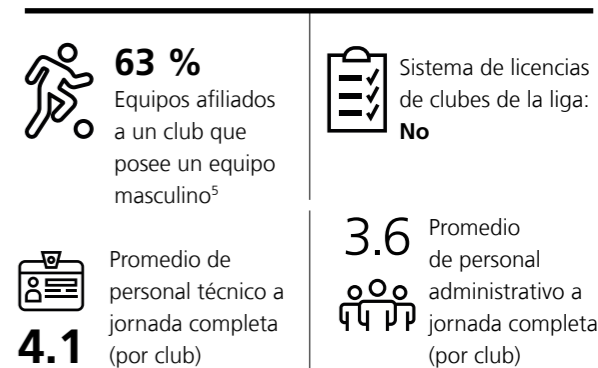 63 %
Equipos afiliados
a un club que
posee un equipo
masculino5
Sistema de licencias
de clubes de la liga:
No
Promedio de
personal técnico a
jornada completa
(por club)
4.1
3.6
Promedio
de personal
administrativo a
jornada completa
(por club)